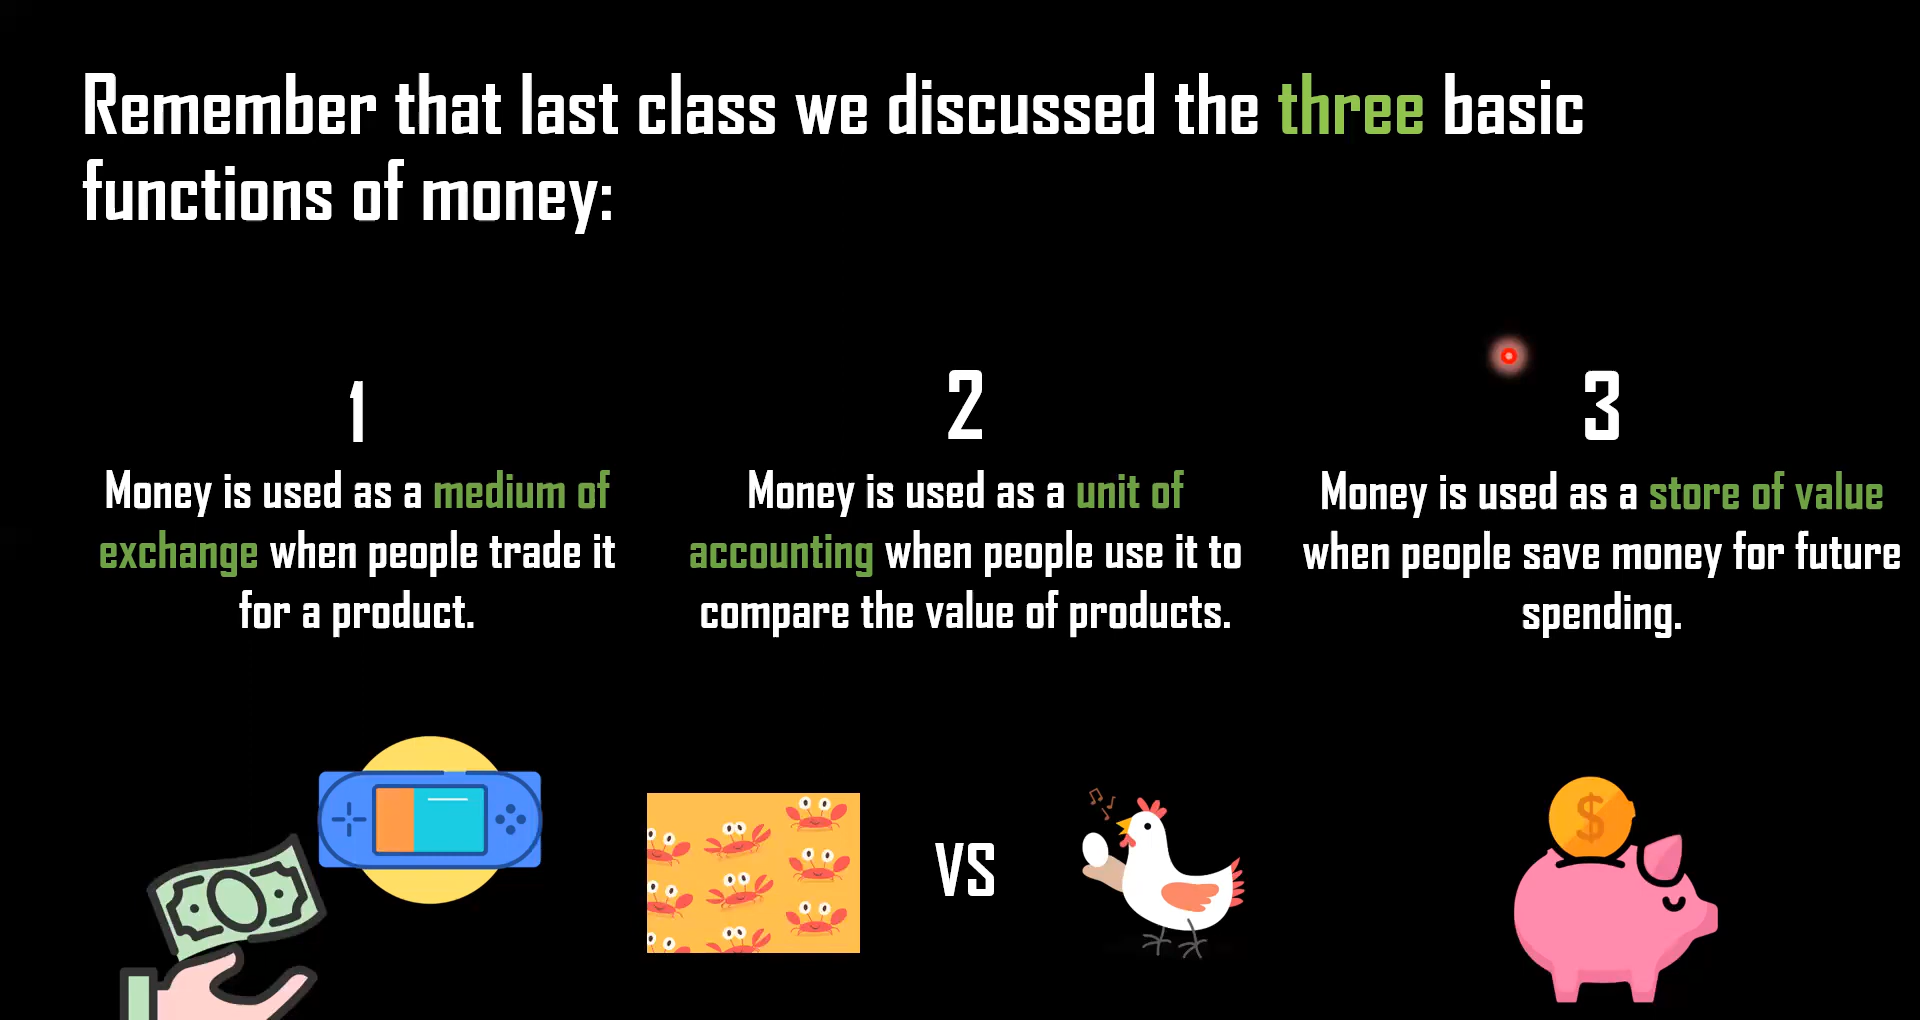 Remember that last class we discussed the three basic
functions of money:
1
Money is used as a medium of
exchange when people trade it
for a product.
2
Money is used as a unit of
accounting when people use it to
compare the value of products.
3
Money is used as a store of value
when people save money for future
spending.
VS
$